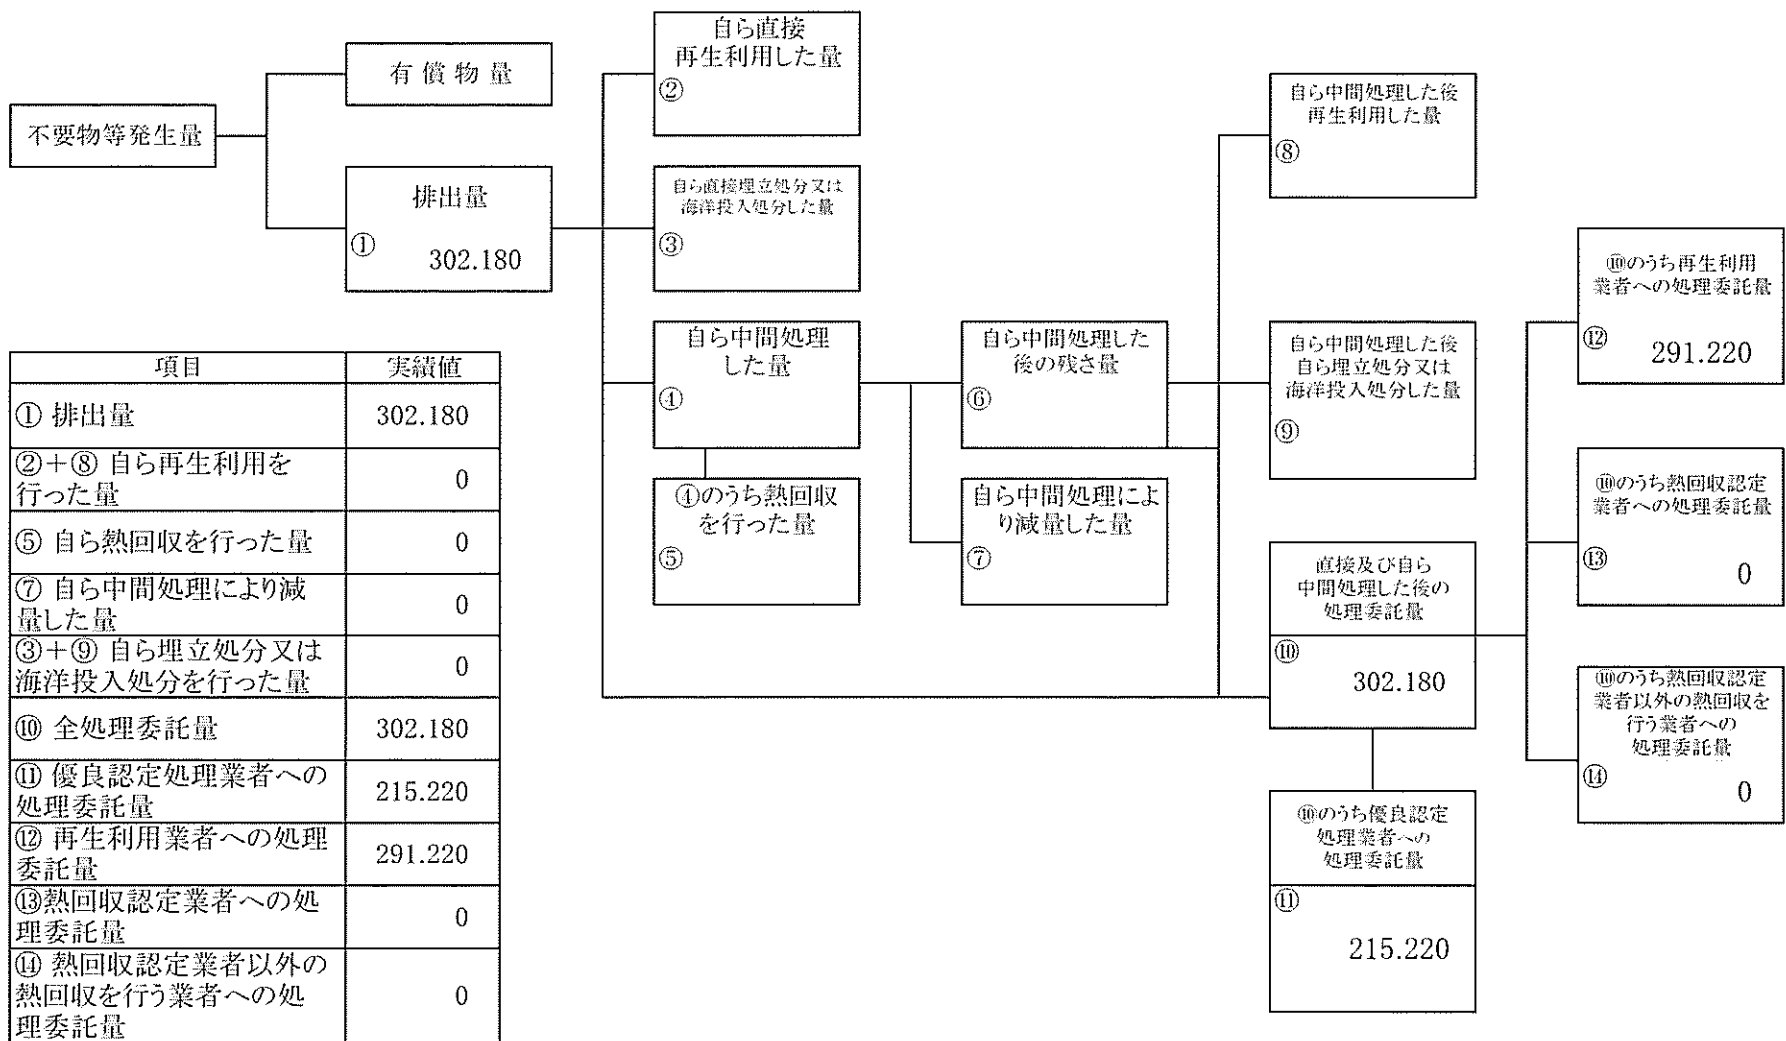 不要物等発生量
有償物量
排出量
①
302.180
自ら直接
再生利用した量
②
自ら直接埋立処分又は
海洋投入処分した量
③
自ら中間処理
した量
④
④のうち熱回収
を行った量
⑤
自ら中間処理した
後の残さ量
⑥
自ら中間処理によ
り減量した量
⑦
自ら中間処理した後
再生利用した量
⑧
自ら中間処理した後
自ら埋立処分又は
海洋投入処分した量
⑨
直接及び自ら
中間処理した後の
処理委託量
⑩
302.180
⑩のうち優良認定
処理業者への
処理委託量
⑪
215.220
⑩のうち再生利用
業者への処理委託量
⑫
291.220
⑩のうち熱回収認定
業者への処理委託量
⑬
0
⑩のうち熱回収認定
業者以外の熱回収を
行う業者への
処理委託量
⑭
0
項目 実績値
① 排出量 302.180
②+⑧ 自ら再生利用を
行った量 0
⑤ 自ら熱回収を行った量 0
⑦ 自ら中間処理により減
量した量 0
③+⑨ 自ら埋立処分又は
海洋投入処分を行った量 0
⑩ 全処理委託量 302.180
⑪ 優良認定処理業者への
処理委託量 215.220
⑫ 再生利用業者への処理
委託量 291.220
⑬熱回収認定業者への処
理委託量 0
⑭ 熱回収認定業者以外の
熱回収を行う業者への処
理委託量 0